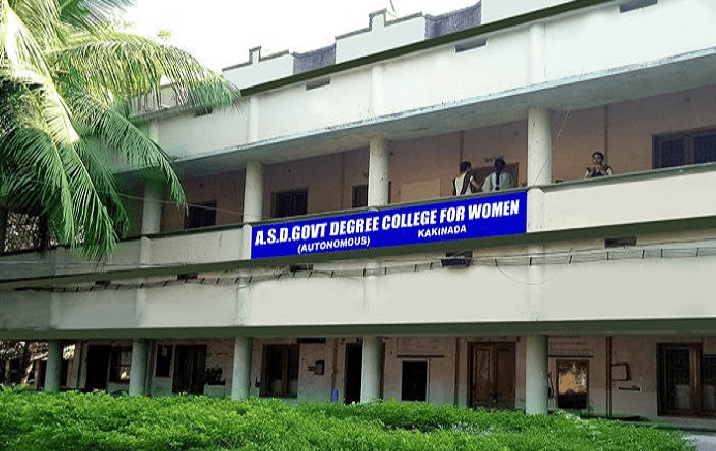 A.S.D.GOVT DEGREE COLLEGE FOR WOMEN
(AUTONOMOUS) KAKINADA